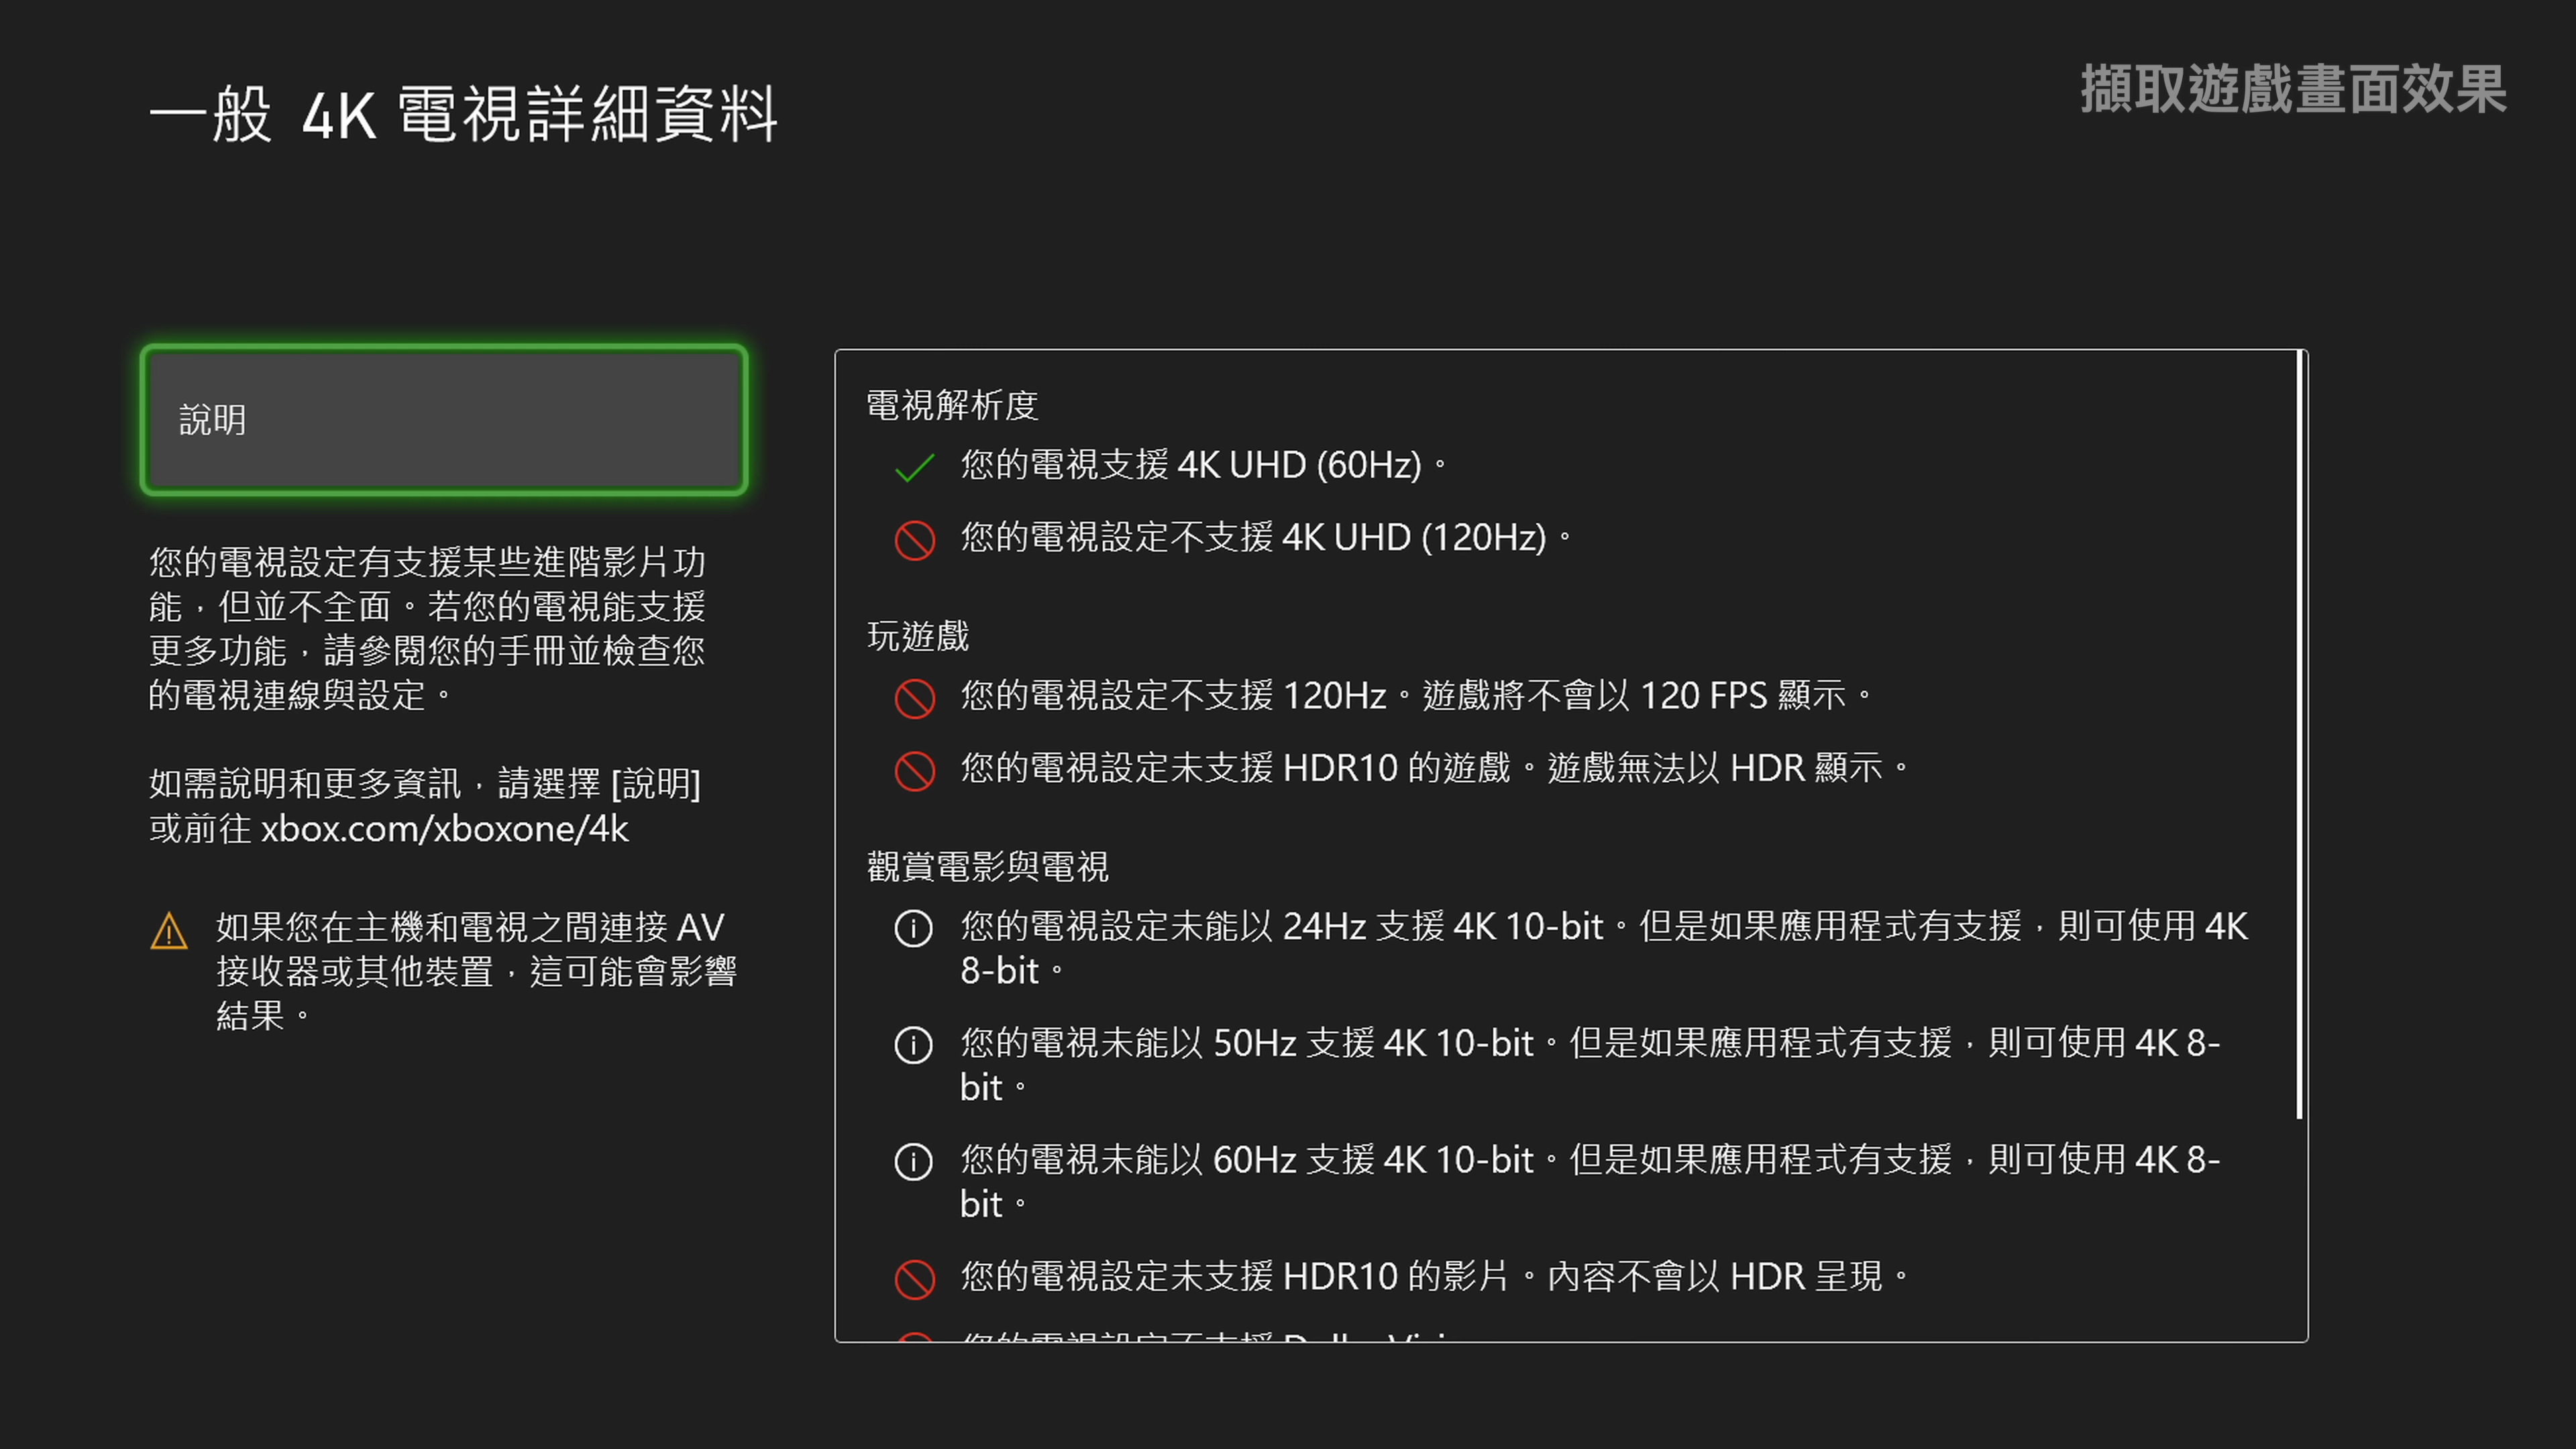 一般 4K 電視詳細資料
擷取遊戲畫面效果
說明
您的電視設定有支援某些進階影片功
能，但並不全面。若您的電視能支援
更多功能，請參閱您的手冊並檢查您
的電視連線與設定。
如需說明和更多資訊，請選擇 [說明]
或前往 xbox.com/xboxone/4k
如果您在主機和電視之間連接 AV
接收器或其他裝置，這可能會影響
結果。
電視解析度
您的電視支援 4K UHD (60Hz)。
您的電視設定不支援 4K UHD (120Hz)。
玩遊戲
您的電視設定不支援 120Hz。遊戲將不會以 120 FPS 顯示。
您的電視設定未支援 HDR10 的遊戲。遊戲無法以 HDR 顯示。
觀賞電影與電視
您的電視設定未能以 24Hz 支援 4K 10-bit。但是如果應用程式有支援，則可使用 4K
8-bit。
您的電視未能以 50Hz 支援 4K 10-bit。但是如果應用程式有支援，則可使用 4K 8-
bit。
您的電視未能以 60Hz 支援 4K 10-bit。但是如果應用程式有支援，則可使用 4K 8-
bit。
您的電視設定未支援 HDR10 的影片。內容不會以 HDR 呈現。